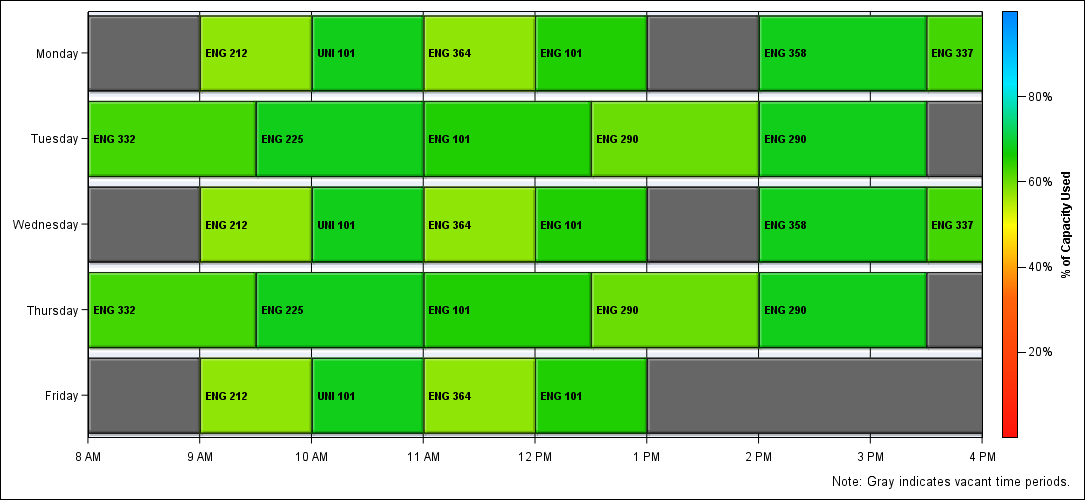 Monday ENG 212 UNI 101 ENG 364 ENG 101 ENG 358 ENG 337
80%
Tuesday ENG 332 ENG 225 ENG 101 ENG 290 ENG 290
60%
Wednesday ENG 212 UNI 101 ENG 364 ENG 101 ENG 358 ENG 337
% of Capacity Used
40%
Thursday ENG 332 ENG 225 ENG 101 ENG 290 ENG 290
20%
Friday ENG 212 UNI 101 ENG 364 ENG 101
8 AM 9 AM 10 AM 11 AM 12 PM 1 PM 2 PM 3 PM 4 PM
Note: Gray indicates vacant time periods.